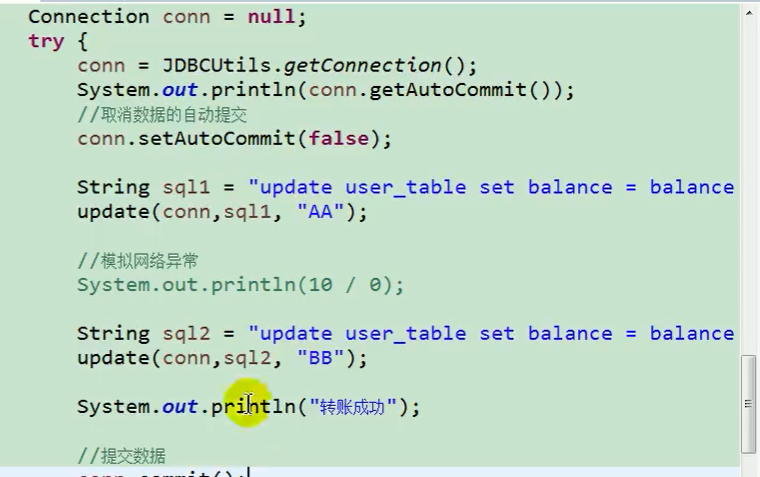 Connection conn = null;
try {
conn = JDBCUtils.getConnection();
System.out.println(conn.getAutoCommit());
//取消数据的自动提交
conn.setAutoCommit(false);
String sql1 = "update user_table set balance = balance
update(conn,sql1, "AA");
//模拟网络异常
System.out.println(10 / 0);
String sql2 = "update user_table set balance = balance
update(conn,sql2, "BB");
System.out.println("转账成功");
//提交数据
conn.commit();